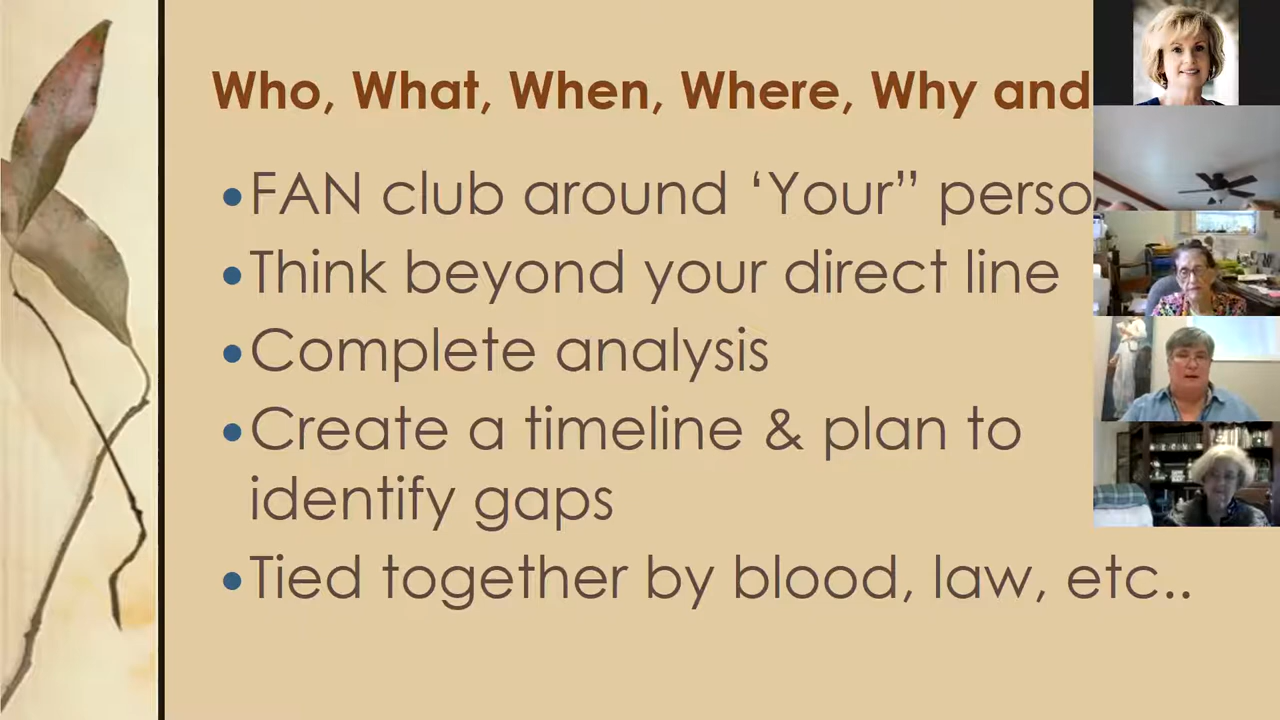 Who, What, When, Where, Why and
•FAN club around ‘Your” perso
•Think beyond your direct line
•Complete analysis
•Create a timeline & plan to
identify gaps
•Tied together by blood, law, etc..